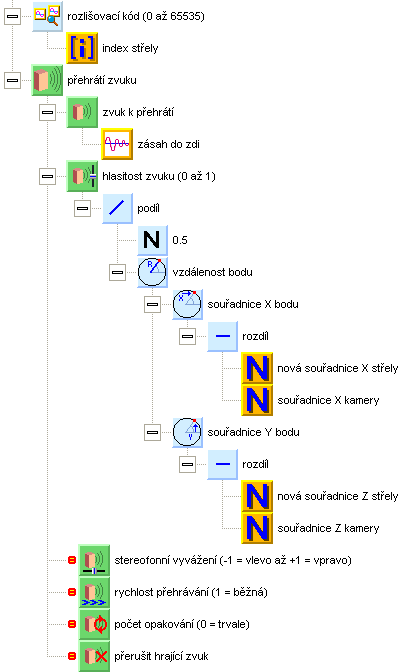 rozlišovací kód (0 až 65535)
[i] index střely
přehrátí zvuku
zvuk k přehrátí
zásah do zdi
hlasitost zvuku (0 až 1)
podíl
N 0.5
R vzdálenost bodu
X souřadnice X bodu
rozdíl
N nová souřadnice X střely
N souřadnice X kamery
Y souřadnice Y bodu
rozdíl
N nová souřadnice Z střely
N souřadnice Z kamery
stereofonní vyvážení (-1 = vlevo až +1 = vpravo)
rychlost přehrávání (1 = běžná)
počet opakování (0 = trvale)
přerušit hrající zvuk